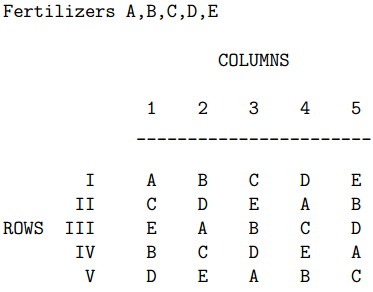 Fertilizers A,B,C,D,E
COLUMNS
1 2 3 4 5
-----------------------
I A B C D E
II C D E A B
ROWS III E A B C D
IV B C D E A
V D E A B C